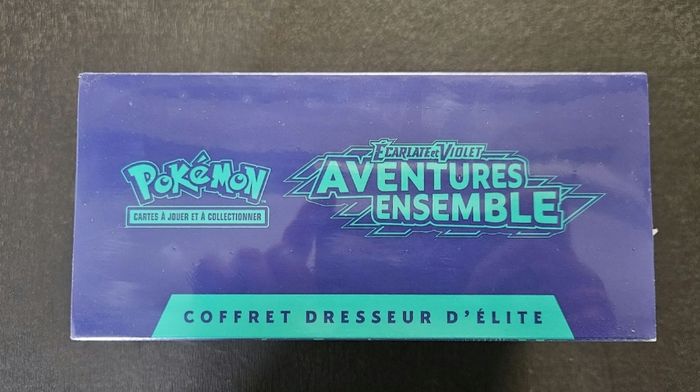 POKÉMON
CARTES À JOUER ET À COLLECTIONNER
ÉCARLATE ET VIOLET
AVENTURES
ENSEMBLE
COFFRET DRESSEUR D'ÉLITE